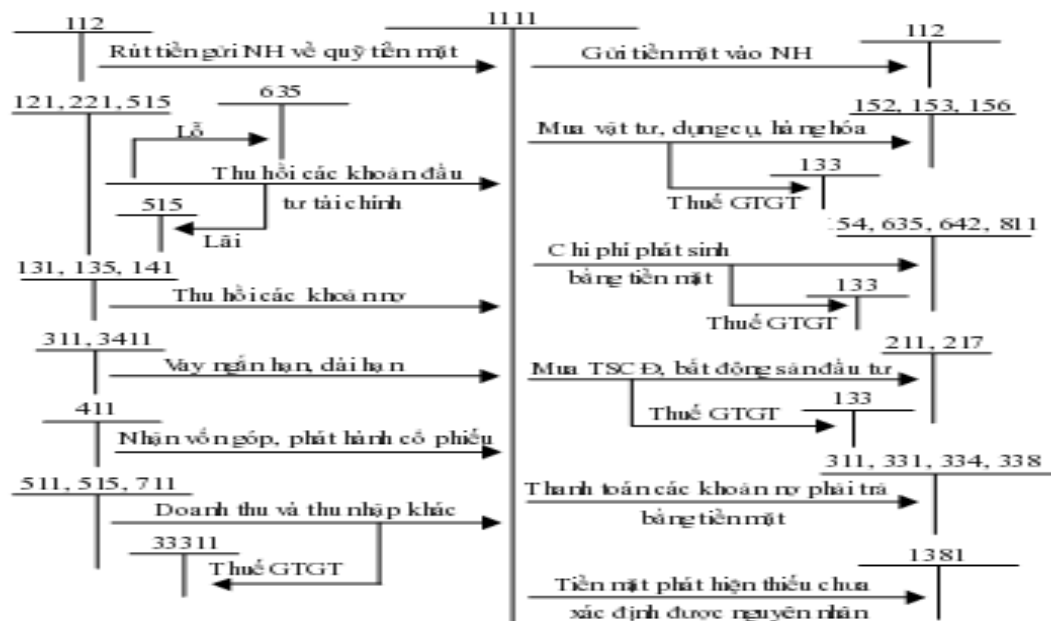 1111
112
Rút tiền gửi NH về quỹ tiền mặt
121, 221, 515
635
Lỗ
Thu hồi các khoản đầu
tư tài chính
515
Lãi
131, 135, 141
Thu hồi các khoản nợ
311, 3411
Vay ngắn hạn, dài hạn
411
Nhận vốn góp, phát hành cổ phiếu
511, 515, 711
Doanh thu và thu nhập khác
33311
Thuế GTGT
112
Gửi tiền mặt vào NH
152, 153, 156
Mua vật tư, dụng cụ, hàng hóa
133
Thuế GTGT
154, 635, 642, 811
Chi phí phát sinh
bằng tiền mặt
133
Thuế GTGT
211, 217
Mua TSCĐ, bất động sản đầu tư
133
Thuế GTGT
311, 331, 334, 338
Thanh toán các khoản nợ phải trả
bằng tiền mặt
1381
Tiền mặt phát hiện thiếu chưa
xác định được nguyên nhân